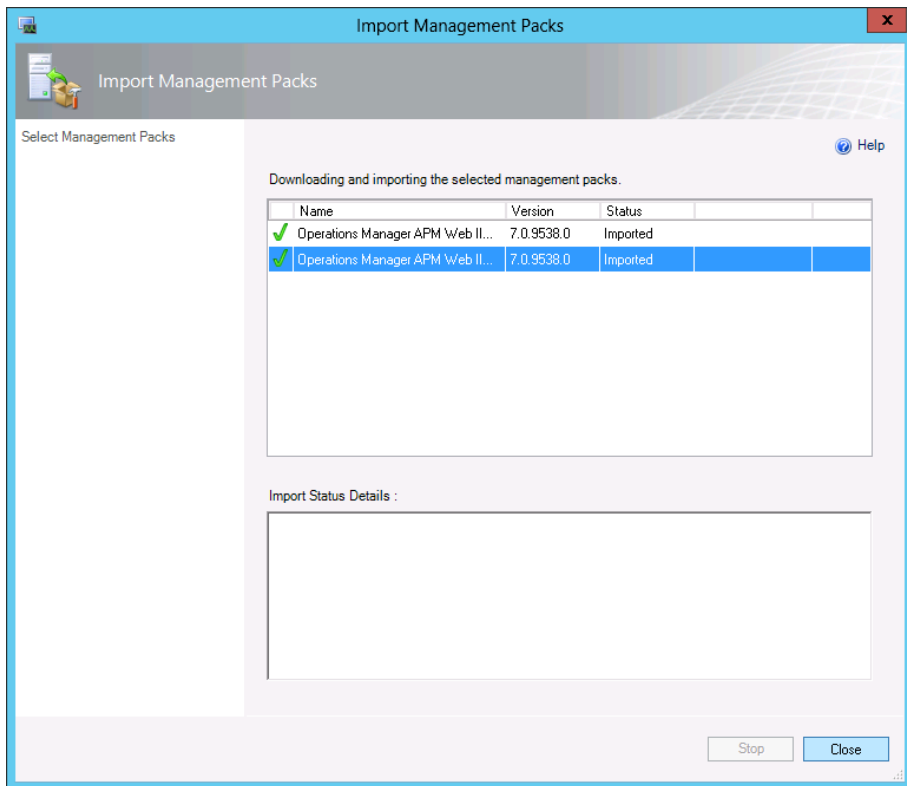 Import Management Packs
x
Import Management Packs
Select Management Packs
Help
Downloading and importing the selected management packs.
Name Version Status
Operations Manager APM Web II... 7.0.9538.0 Imported
Operations Manager APM Web II... 7.0.9538.0 Imported
Import Status Details :
Stop Close